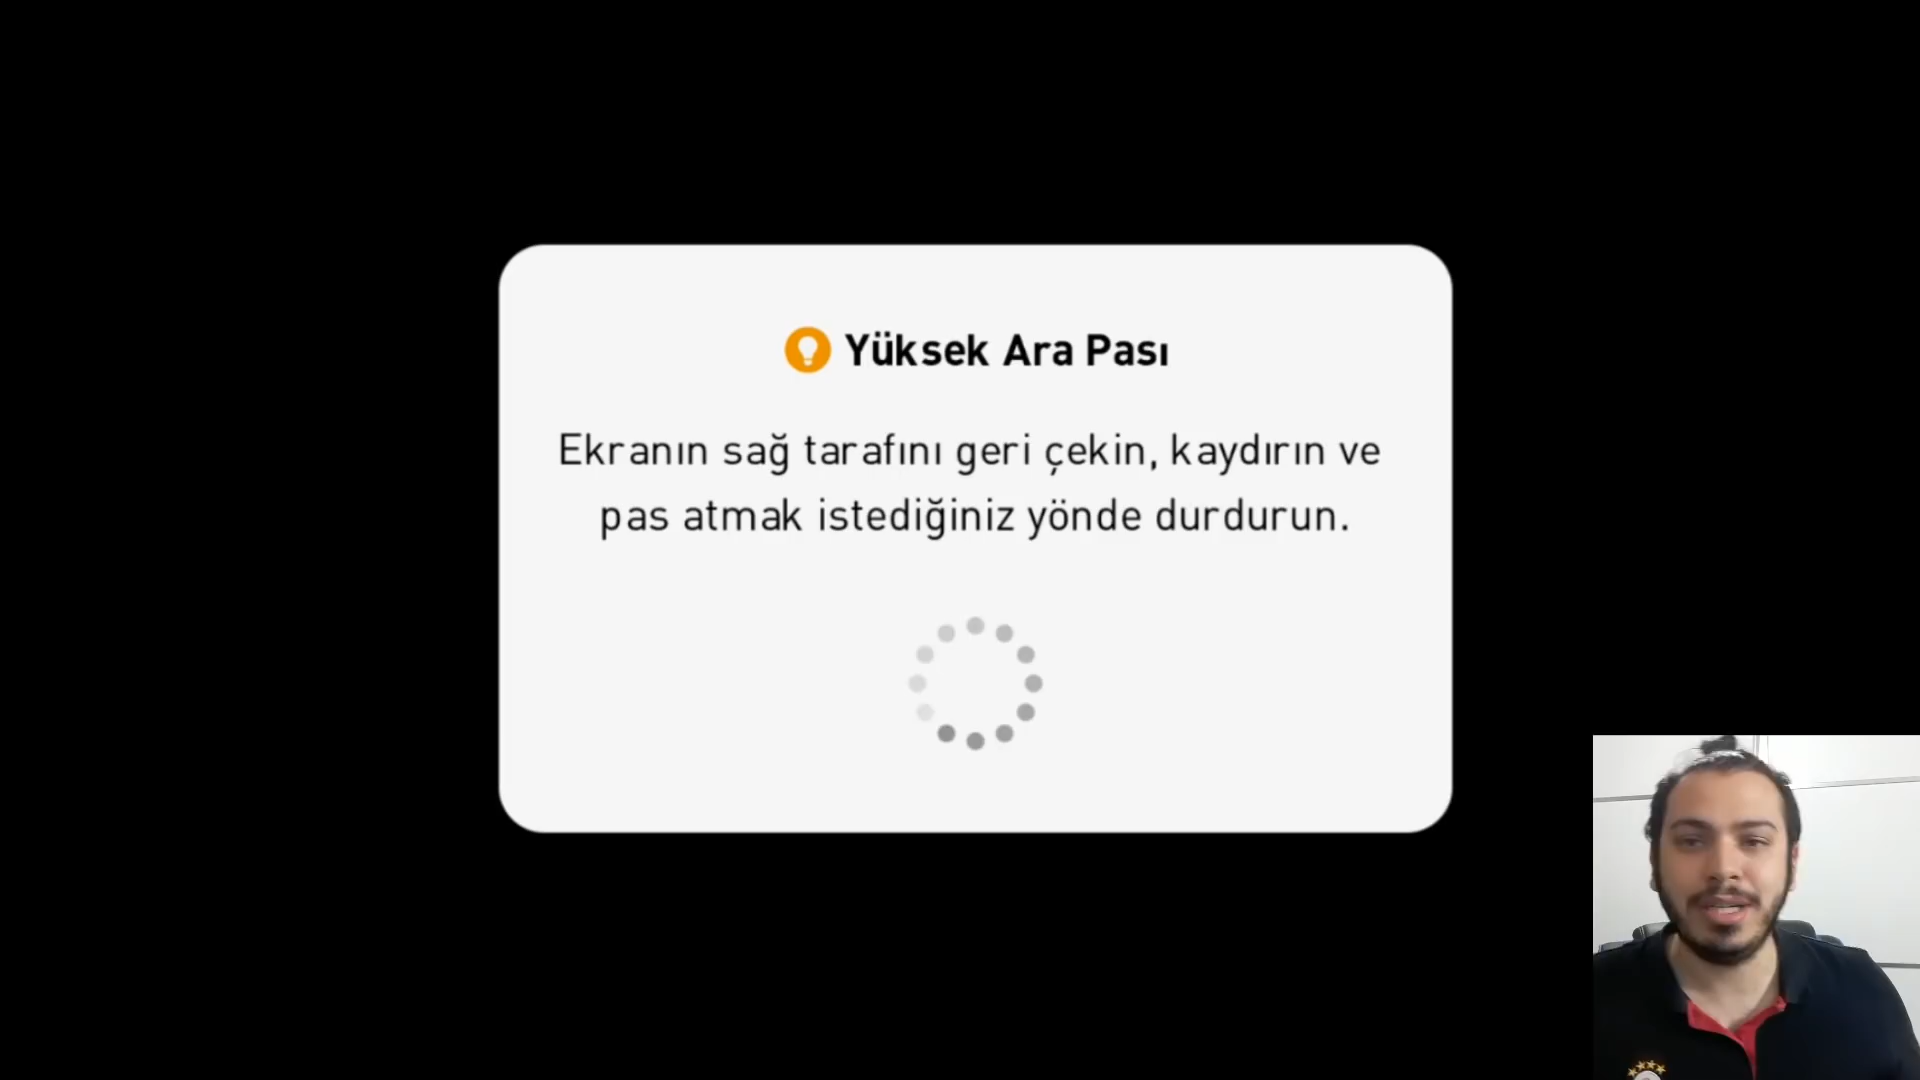 Yüksek Ara Pası
Ekranın sağ tarafını geri çekin, kaydırın ve
pas atmak istediğiniz yönde durdurun.